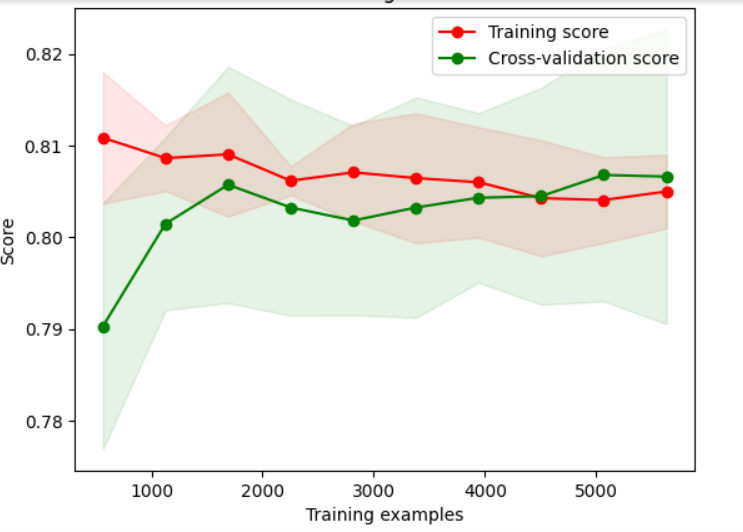 Training score
Cross-validation score
0.82
0.81
0.80
0.79
0.78
Score
1000 2000 3000 4000 5000
Training examples